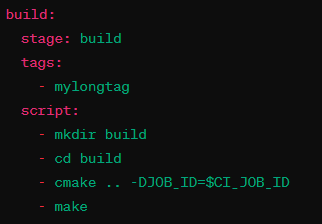 build:
  stage: build
  tags:
    - mylongtag
  script:
    - mkdir build
    - cd build
    - cmake .. -DJOB_ID=$CI_JOB_ID
    - make